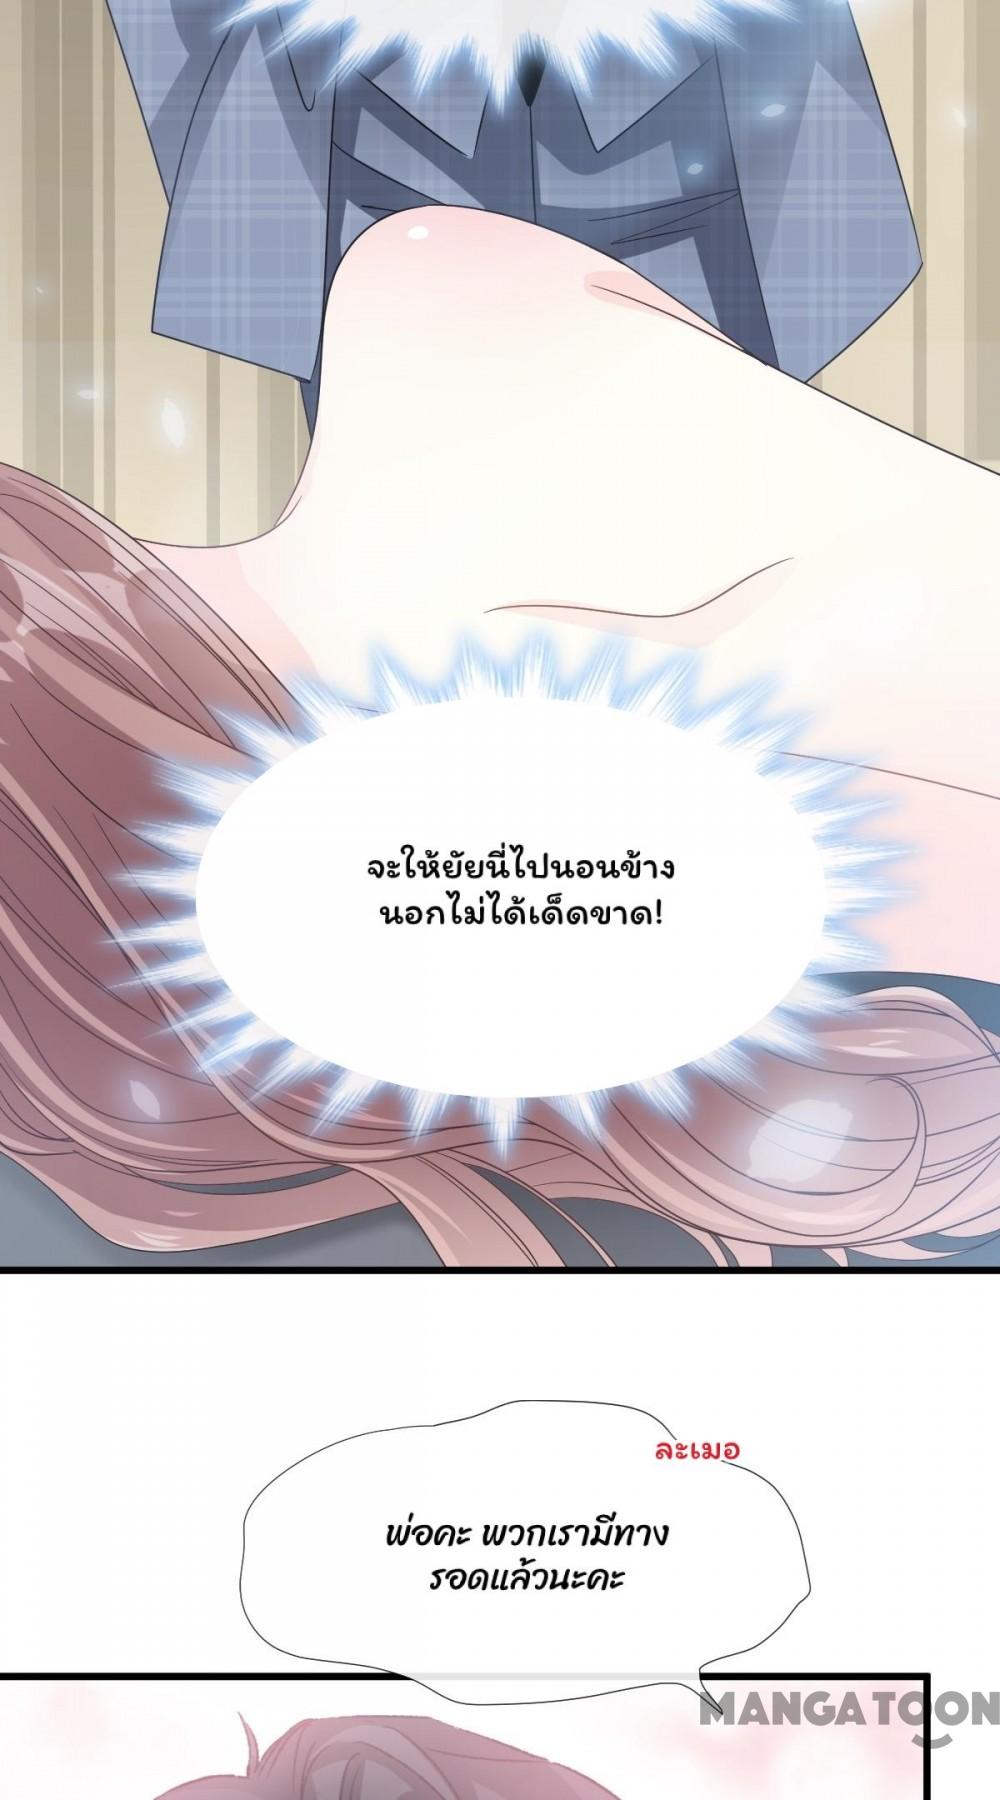 จะให้ยัยนี่ไปนอนข้าง
นอกไม่ได้เด็ดขาด!
ละเมอ
พ่อคะ พวกเรามีทาง
รอดแล้วนะคะ
MANGATOON